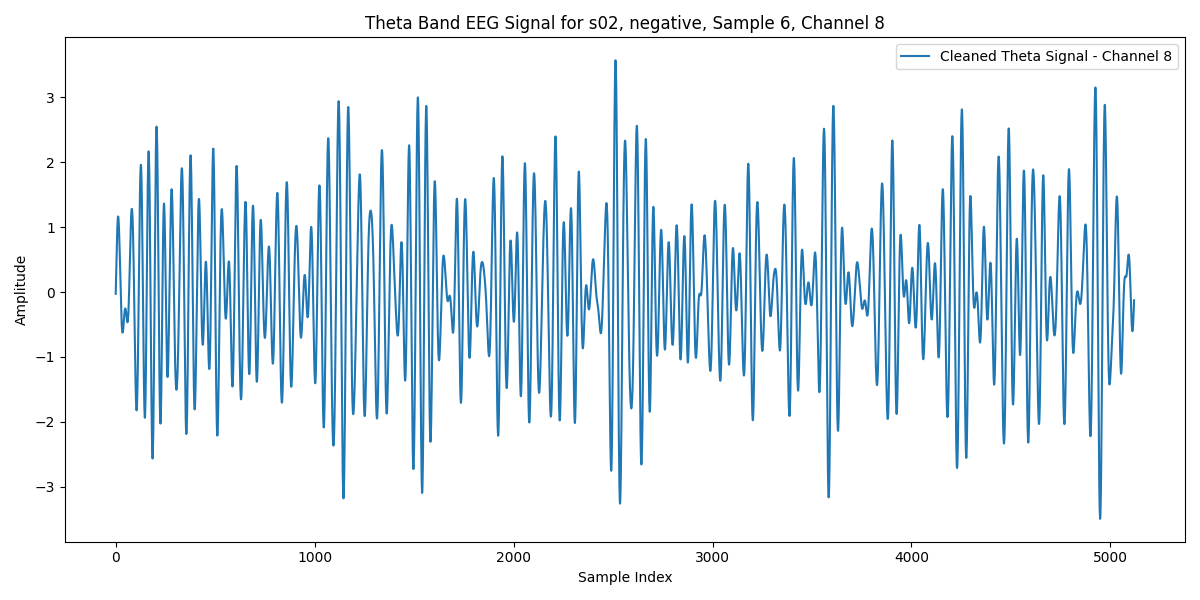 Theta Band EEG Signal for s02, negative, Sample 6, Channel 8
Cleaned Theta Signal - Channel 8
Amplitude
3
2
1
0
−1
−2
−3
0 1000 2000 3000 4000 5000
Sample Index